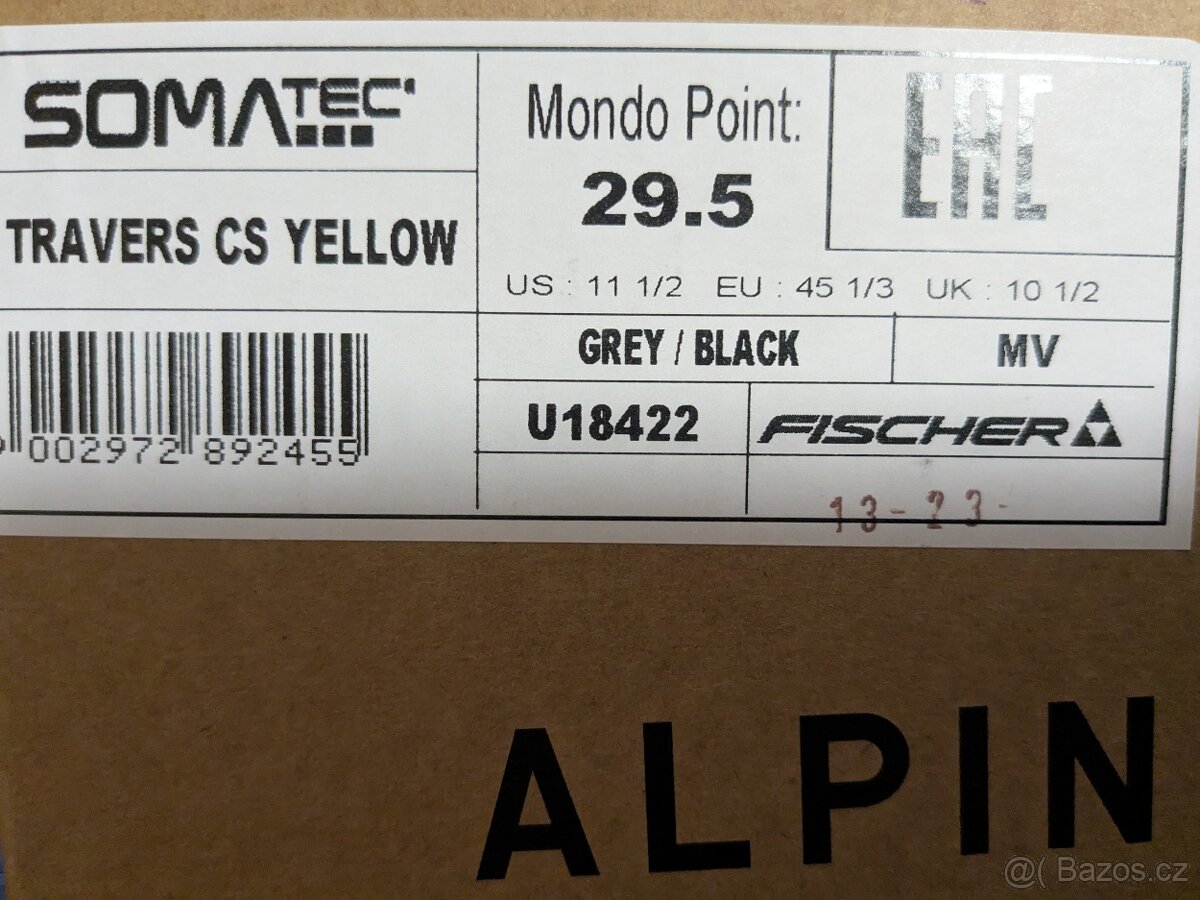 SOMATEC
TRAVERS CS YELLOW
002972 892455
Mondo Point:
29.5
EAC
US : 11 1/2 EU : 45 1/3 UK : 10 1/2
GREY / BLACK
MV
U18422
FISCHER
13-23-
ALPIN
@( Bazos.cz